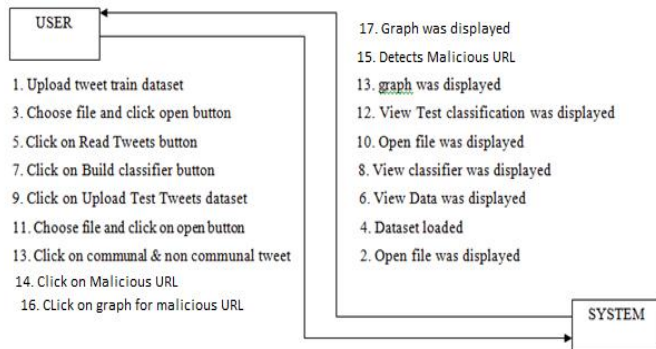 USER
1. Upload tweet train dataset
3. Choose file and click open button
5. Click on Read Tweets button
7. Click on Build classifier button
9. Click on Upload Test Tweets dataset
11. Choose file and click on open button
13. Click on communal & non communal tweet
14. Click on Malicious URL
16. CLick on graph for malicious URL
17. Graph was displayed
15. Detects Malicious URL
13. graph was displayed
12. View Test classification was displayed
10. Open file was displayed
8. View classifier was displayed
6. View Data was displayed
4. Dataset loaded
2. Open file was displayed
SYSTEM